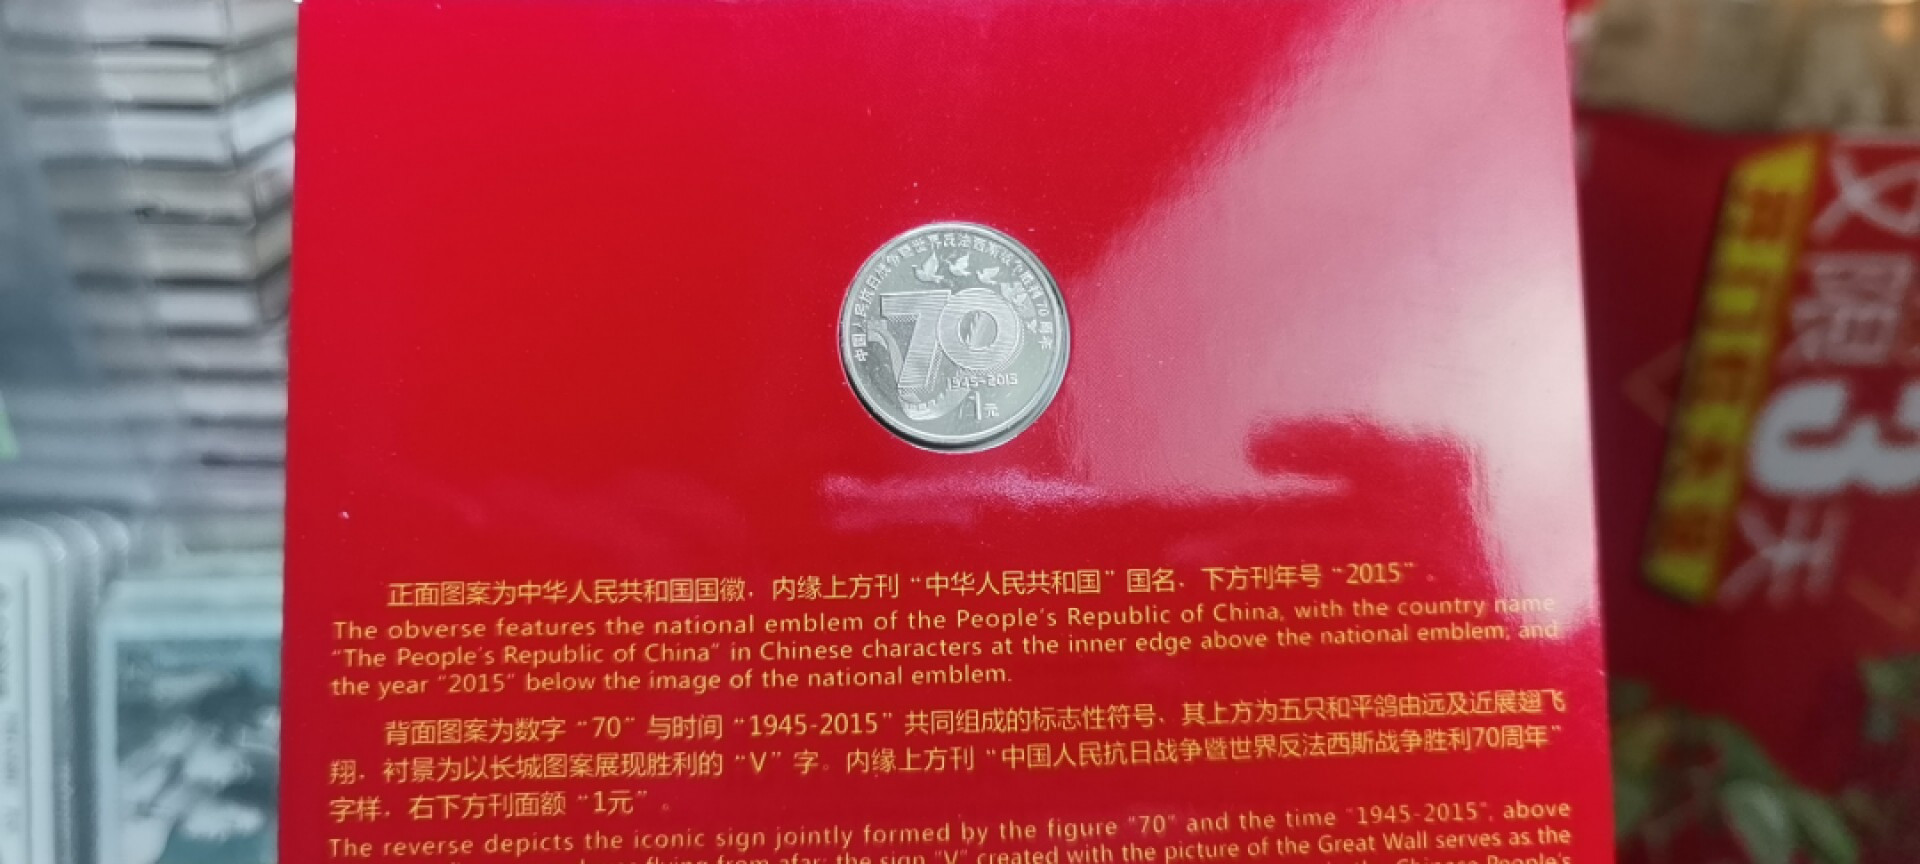 中国人民抗日战争暨世界反法西斯战争胜利70周年
70
1945-2015
1元
正面图案为中华人民共和国国徽，内缘上方刊“中华人民共和国”国名，下方刊年号“2015”。
The obverse features the national emblem of the People's Republic of China, with the country name
“The People's Republic of China” in Chinese characters at the inner edge above the national emblem; and
the year “2015” below the image of the national emblem.
背面图案为数字“70”与时间“1945-2015”共同组成的标志性符号，其上方为五只和平鸽由远及近展翅飞
翔，衬景为以长城图案展现胜利的“V”字。内缘上方刊“中国人民抗日战争暨世界反法西斯战争胜利70周年”
字样，右下方刊面额“1元”。
The reverse depicts the iconic sign jointly formed by the figure “70” and the time “1945-2015”, above
flying from afar; the sign “V” created with the picture of the Great Wall serves as the
Chinese People's
仅限
3
天